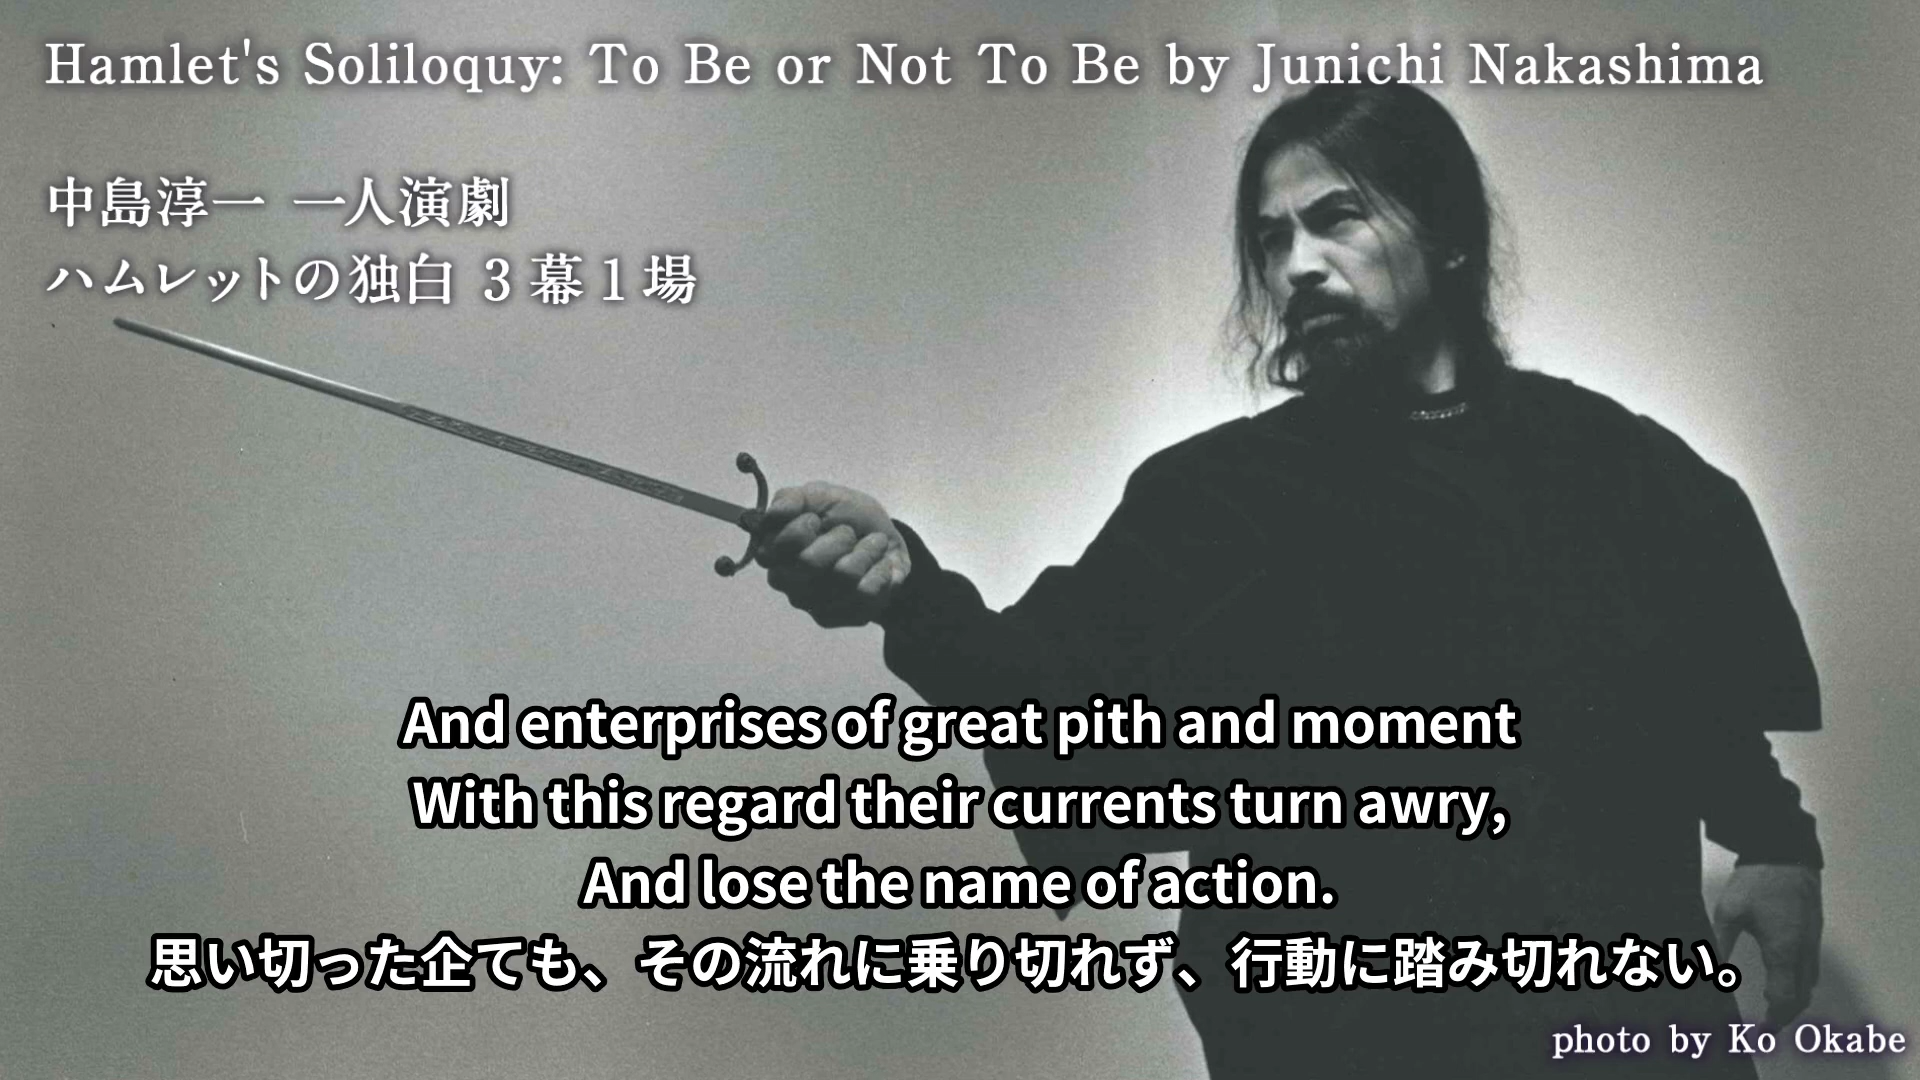 Hamlet's Soliloquy: To Be or Not To Be by Junichi Nakashima
中島淳一 一人演劇
ハムレットの独白 3幕1場
And enterprises of great pith and moment
With this regard their currents turn awry,
And lose the name of action.
思い切った企ても、その流れに乗り切れず、行動に踏み切れない。
photo by Ko Okabe